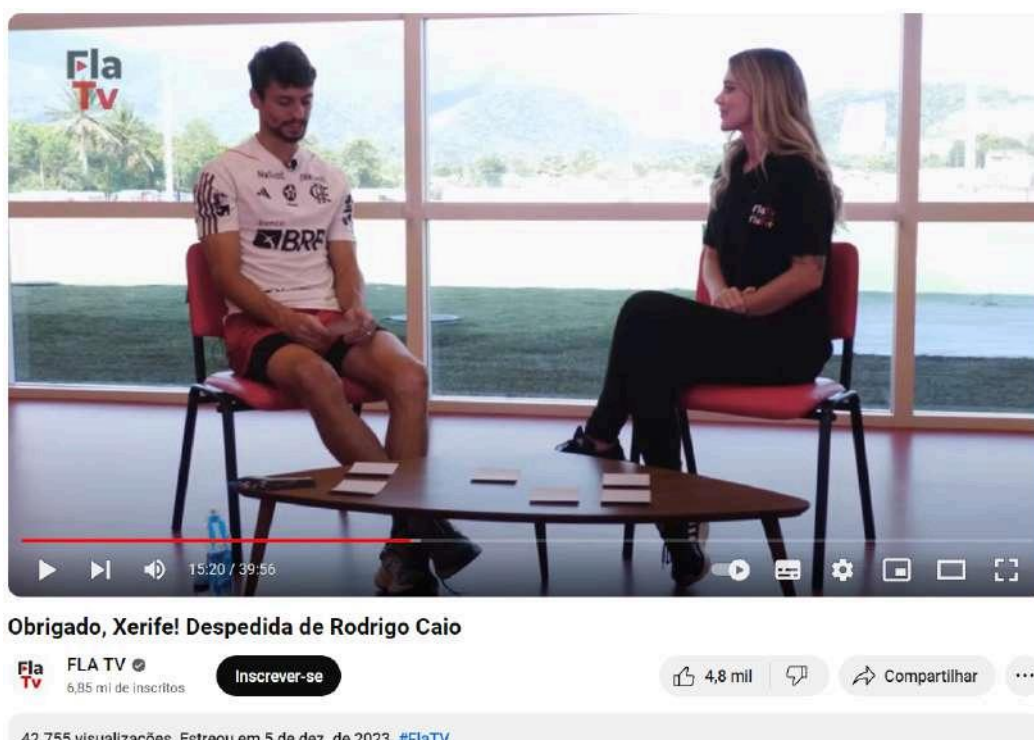 Fla
Tv
BRF
15:20 / 39:56
Obrigado, Xerife! Despedida de Rodrigo Caio
Fla
Tv
FLA TV
6,85 mi de inscritos
Inscrever-se
4,8 mil
Compartilhar
42.755 visualizações Estreou em 5 de dez. de 2023 #FlaTV